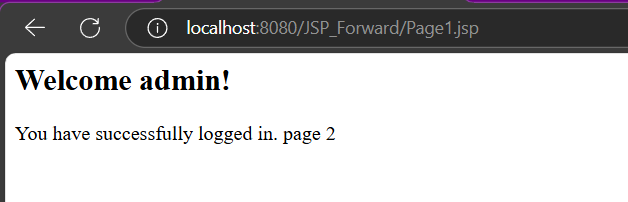 localhost:8080/JSP_Forward/Page1.jsp
Welcome admin!
You have successfully logged in. page 2